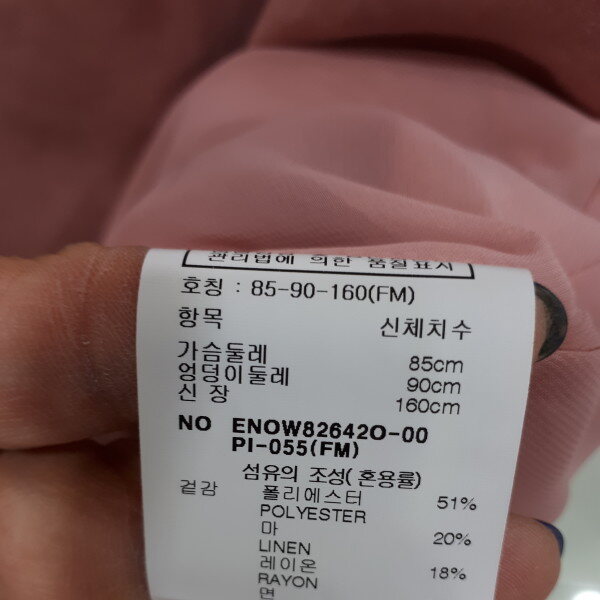 관리법에 의한 품질표시
호칭 : 85-90-160(FM)
항목 신체치수
가슴둘레 85cm
엉덩이둘레 90cm
신 장 160cm
NO ENOW82642O-00
PI-055(FM)
섬유의 조성(혼용률)
겉감 폴리에스터 51%
POLYESTER
마 20%
LINEN
레이온 18%
RAYON
면